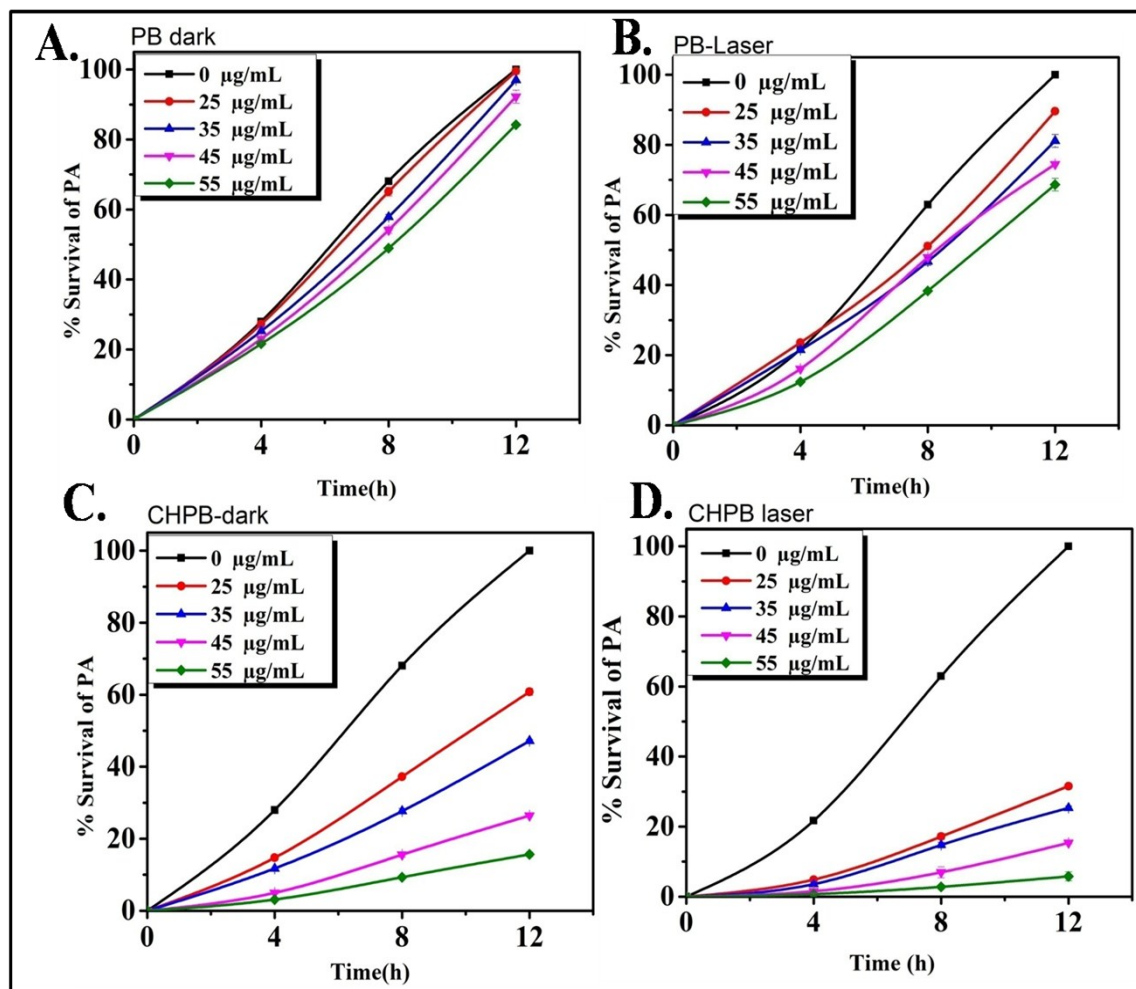 A.
PB dark
0 µg/mL
25 µg/mL
35 µg/mL
45 µg/mL
55 µg/mL
% Survival of PA
100
80
60
40
20
0
0 4 8 12
Time(h)
B.
PB-Laser
0 µg/mL
25 µg/mL
35 µg/mL
45 µg/mL
55 µg/mL
% Survival of PA
100
80
60
40
20
0
0 4 8 12
Time(h)
C.
CHPB-dark
0 µg/mL
25 µg/mL
35 µg/mL
45 µg/mL
55 µg/mL
% Survival of PA
100
80
60
40
20
0
0 4 8 12
Time(h)
D.
CHPB laser
0 µg/mL
25 µg/mL
35 µg/mL
45 µg/mL
55 µg/mL
% Survival of PA
100
80
60
40
20
0
0 4 8 12
Time (h)